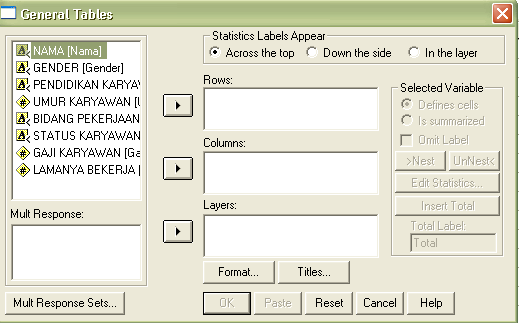 General Tables
NAMA [Nama]
GENDER [Gender]
PENDIDIKAN KARYA
UMUR KARYAWAN [U
BIDANG PEKERJAAN
STATUS KARYAWAN
GAJI KARYAWAN [Ga
LAMANYA BEKERJA [
Mult Response:
Mult Response Sets...
Statistics Labels Appear
Across the top Down the side In the layer
Rows:
Columns:
Layers:
Format... Titles...
Selected Variable
Defines cells
Is summarized
Omit Label
>Nest UnNest<
Edit Statistics...
Insert Total
Total Label:
Total
OK Paste Reset Cancel Help